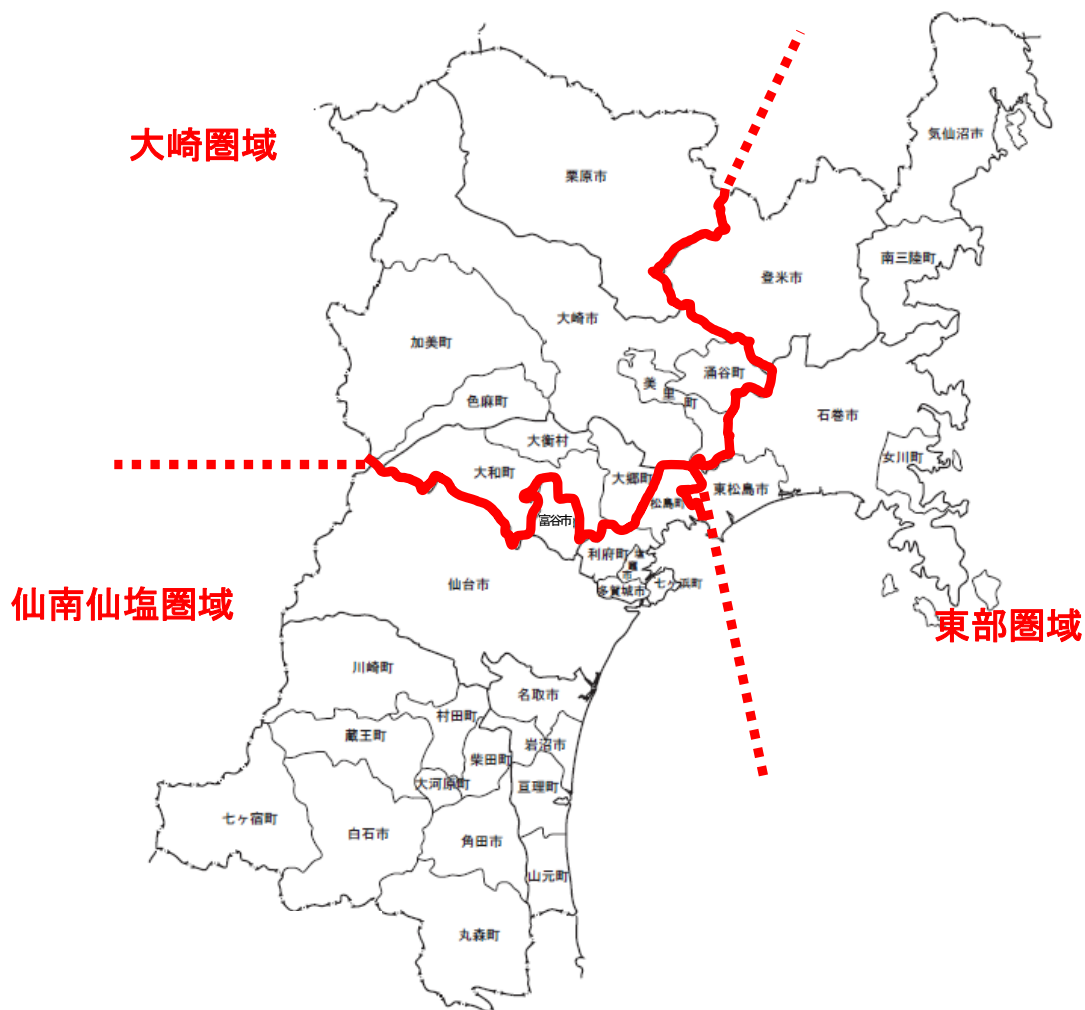 気仙沼市
大崎圏域
栗原市
南三陸町
登米市
大崎市
加美町
涌谷町
美里町
色麻町
石巻市
大衡村
女川町
大和町
大郷町
東松島市
松島町
富谷市
利府町
塩竈市
仙台市
多賀城市
七ヶ浜町
仙南仙塩圏域
東部圏域
川崎町
名取市
村田町
蔵王町
岩沼市
柴田町
大河原町
亘理町
七ヶ宿町
白石市
角田市
山元町
丸森町